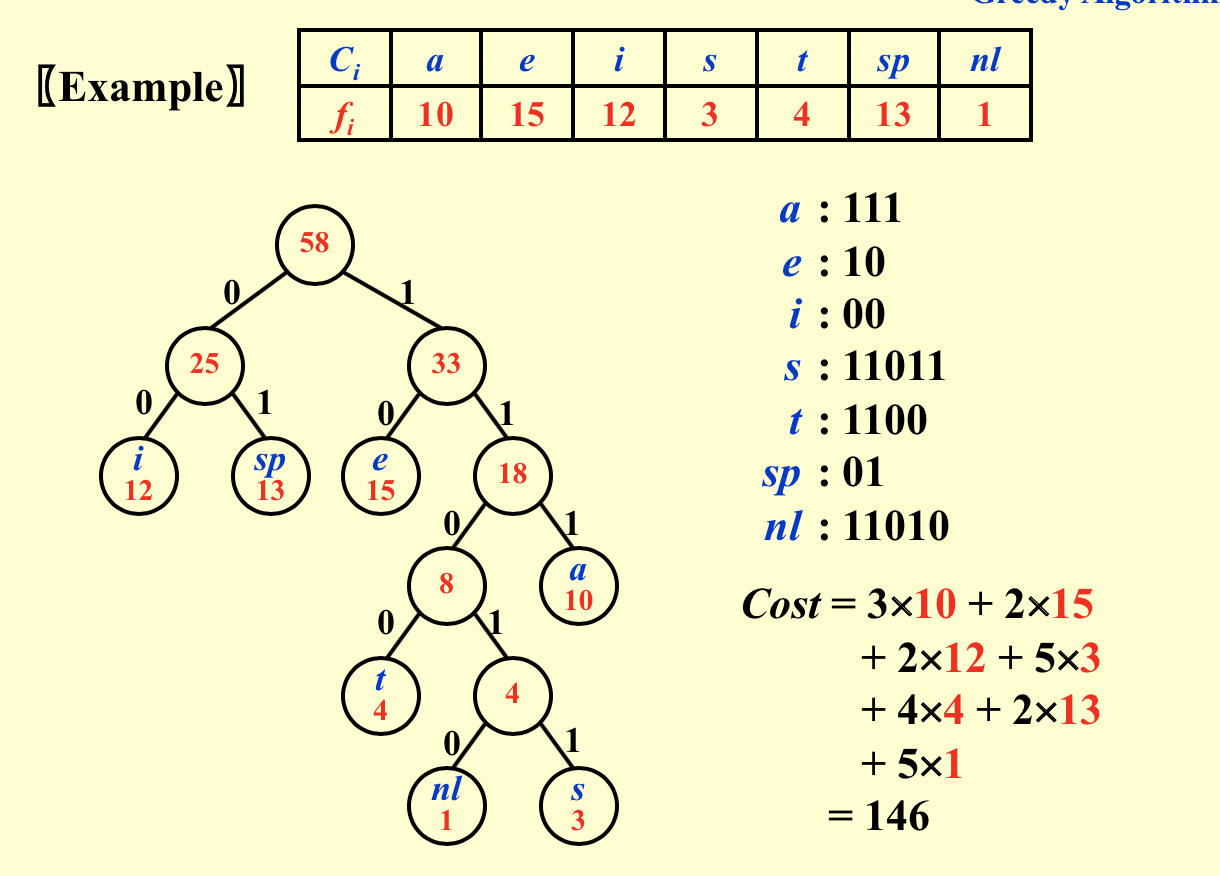 Greedy Algorithm
〖Example〗
Ci a e i s t sp nl
fi 10 15 12 3 4 13 1
58
0 1
25 33
0 1 0 1
i sp e 18
12 13 15
0 1
8 a
10
0 1
t 4
4
0 1
nl s
1 3
a : 111
e : 10
i : 00
s : 11011
t : 1100
sp : 01
nl : 11010
Cost = 3×10 + 2×15
+ 2×12 + 5×3
+ 4×4 + 2×13
+ 5×1
= 146